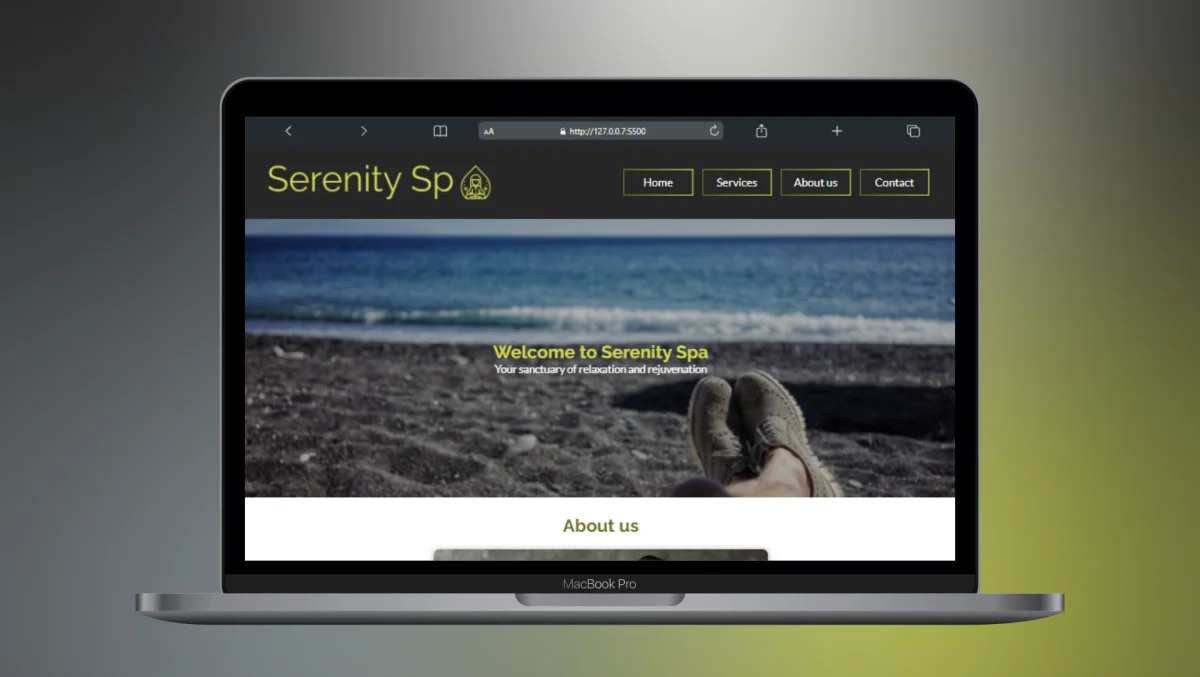 AA http://127.0.0.7:5500
Serenity Sp
Home Services About us Contact
Welcome to Serenity Spa
Your sanctuary of relaxation and rejuvenation
About us
MacBook Pro